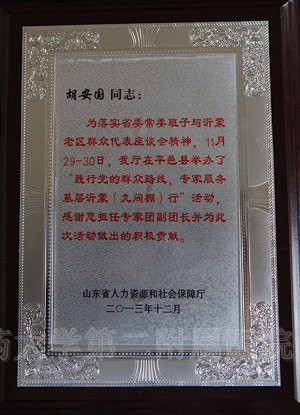 胡安国 同志：
为落实省委常委班子与沂蒙
老区群众代表座谈会精神，11月
29-30日，我厅在平邑县举办了
“践行党的群众路线，专家服务
基层沂蒙（九间棚）行”活动，
感谢您担任专家团副团长并为此
次活动做出的积极贡献。
山东省人力资源和社会保障厅
二〇一三年十二月